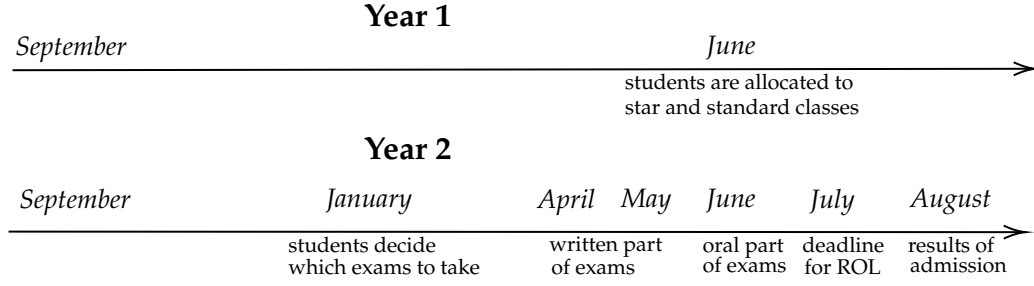 Year 1
September June
students are allocated to
star and standard classes
Year 2
September January April May June July August
students decide written part oral part deadline results of
which exams to take of exams of exams for ROL admission